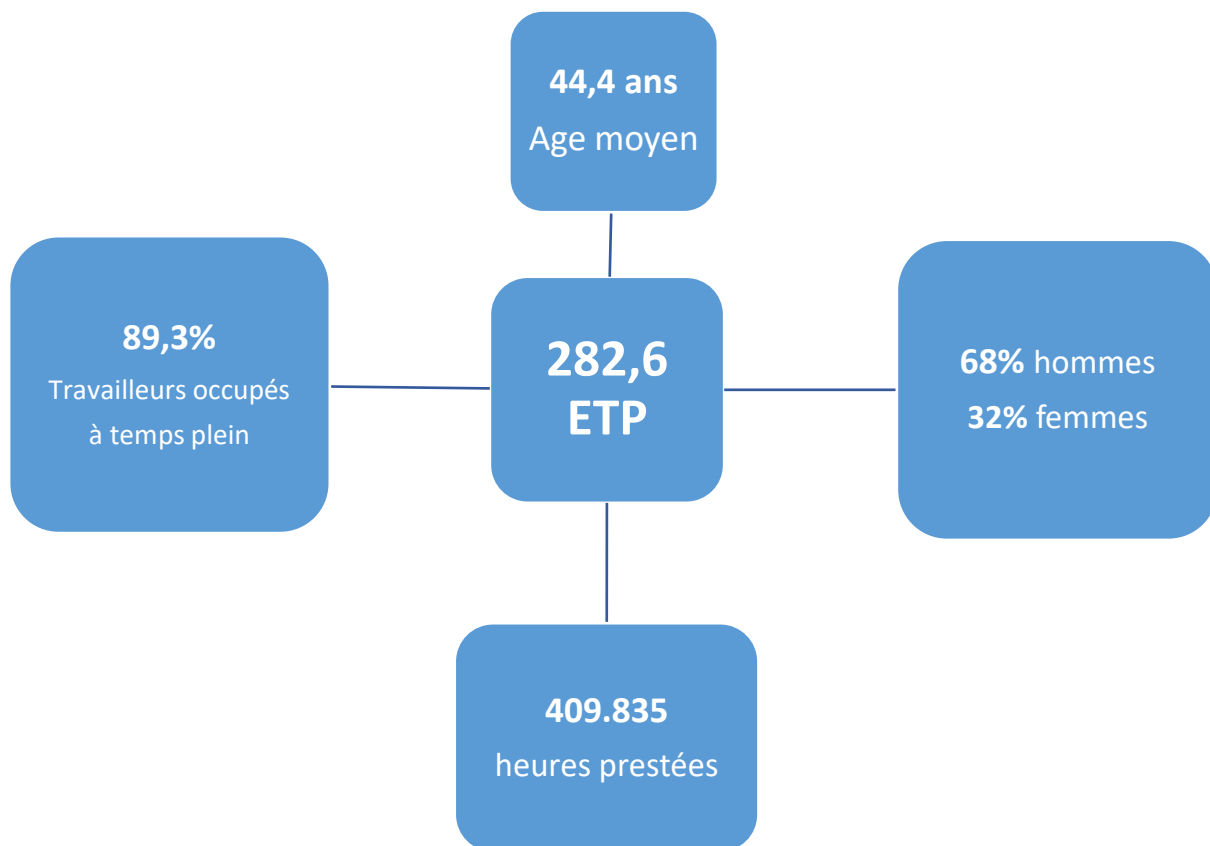 44,4 ans
Age moyen
89,3%
Travailleurs occupés
à temps plein
282,6
ETP
68% hommes
32% femmes
409.835
heures prestées